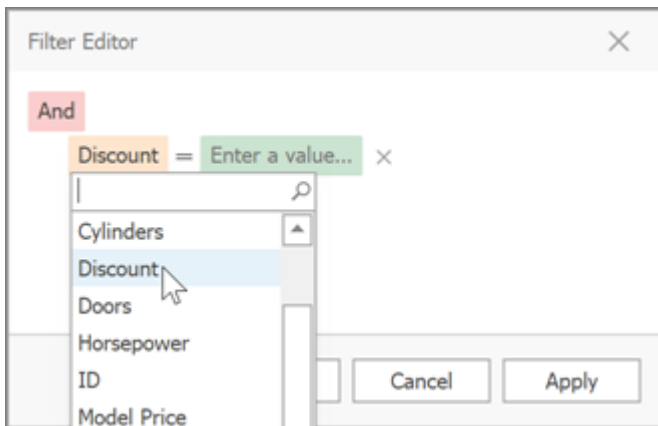 Filter Editor
And
Discount = Enter a value...
Cylinders
Discount
Doors
Horsepower
ID
Cancel Apply
Model Price